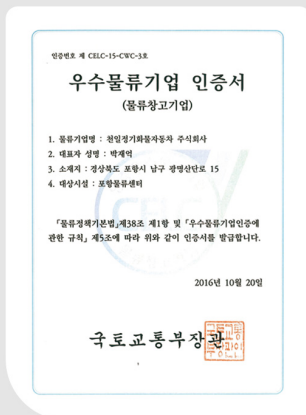 인증번호 제 CELC-15-CWC-3호
우수물류기업 인증서
(물류창고기업)
1. 물류기업명 : 천일정기화물자동차 주식회사
2. 대표자 성명 : 박재억
3. 소재지 : 경상북도 포항시 남구 광명산단로 15
4. 대상시설 : 포항물류센터
「물류정책기본법」제38조 제1항 및 「우수물류기업인증에
관한 규칙」 제5조에 따라 위와 같이 인증서를 발급합니다.
2016년 10월 20일
국토교통부장관